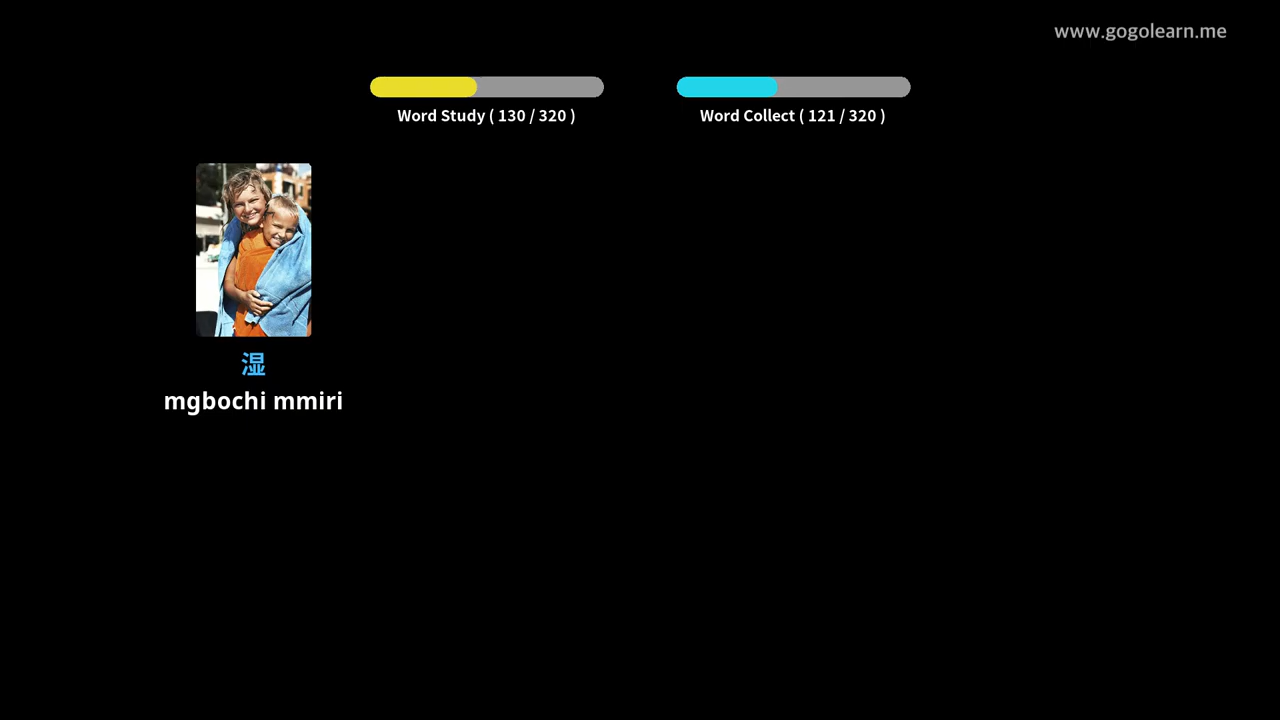 www.gogolearn.me
Word Study ( 130 / 320 )
Word Collect ( 121 / 320 )
湿
mgbochi mmiri